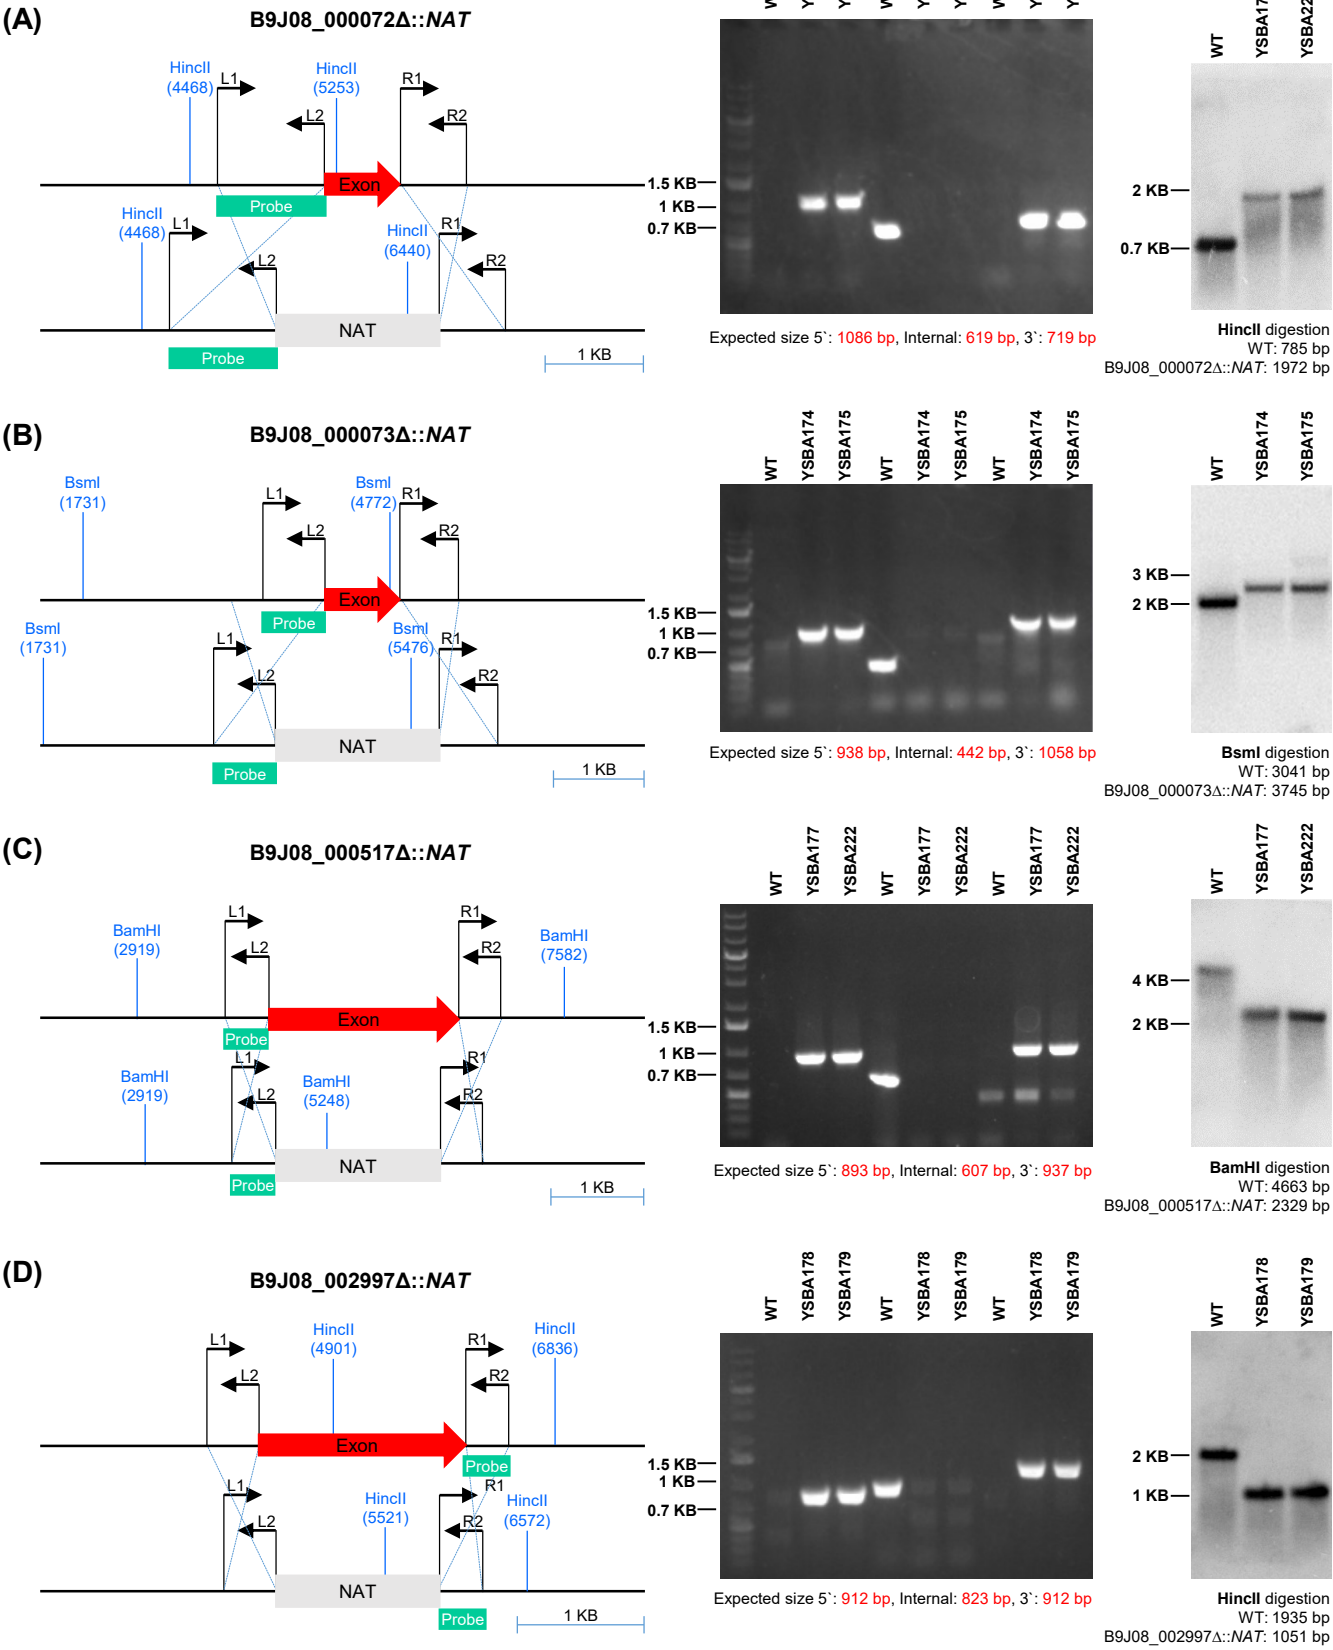 (A)
B9J08_000072Δ::NAT
HincII
(4468)
L1
L2
HincII
(5253)
R1
R2
Exon
Probe
HincII
(4468)
L1
L2
HincII
(6440)
R1
R2
NAT
Probe
1 KB
1.5 KB
1 KB
0.7 KB
Expected size 5`: 1086 bp, Internal: 619 bp, 3`: 719 bp
WT
2 KB
0.7 KB
HincII digestion
WT: 785 bp
B9J08_000072Δ::NAT: 1972 bp
(B)
B9J08_000073Δ::NAT
BsmI
(1731)
L1
L2
BsmI
(4772)
R1
R2
Exon
Probe
BsmI
(1731)
L1
L2
BsmI
(5476)
R1
R2
NAT
Probe
1 KB
WT
YSBA174
YSBA175
WT
YSBA174
YSBA175
WT
YSBA174
YSBA175
1.5 KB
1 KB
0.7 KB
Expected size 5`: 938 bp, Internal: 442 bp, 3`: 1058 bp
WT
YSBA174
YSBA175
3 KB
2 KB
BsmI digestion
WT: 3041 bp
B9J08_000073Δ::NAT: 3745 bp
(C)
B9J08_000517Δ::NAT
BamHI
(2919)
L1
L2
R1
R2
BamHI
(7582)
Exon
Probe
BamHI
(2919)
L1
L2
BamHI
(5248)
R1
R2
NAT
Probe
1 KB
WT
YSBA177
YSBA222
WT
YSBA177
YSBA222
WT
YSBA177
YSBA222
1.5 KB
1 KB
0.7 KB
Expected size 5`: 893 bp, Internal: 607 bp, 3`: 937 bp
WT
YSBA177
YSBA222
4 KB
2 KB
BamHI digestion
WT: 4663 bp
B9J08_000517Δ::NAT: 2329 bp
(D)
B9J08_002997Δ::NAT
L1
L2
HincII
(4901)
R1
R2
HincII
(6836)
Exon
Probe
L1
L2
HincII
(5521)
R1
R2
HincII
(6572)
NAT
Probe
1 KB
WT
YSBA178
YSBA179
WT
YSBA178
YSBA179
WT
YSBA178
YSBA179
1.5 KB
1 KB
0.7 KB
Expected size 5`: 912 bp, Internal: 823 bp, 3`: 912 bp
WT
YSBA178
YSBA179
2 KB
1 KB
HincII digestion
WT: 1935 bp
B9J08_002997Δ::NAT: 1051 bp